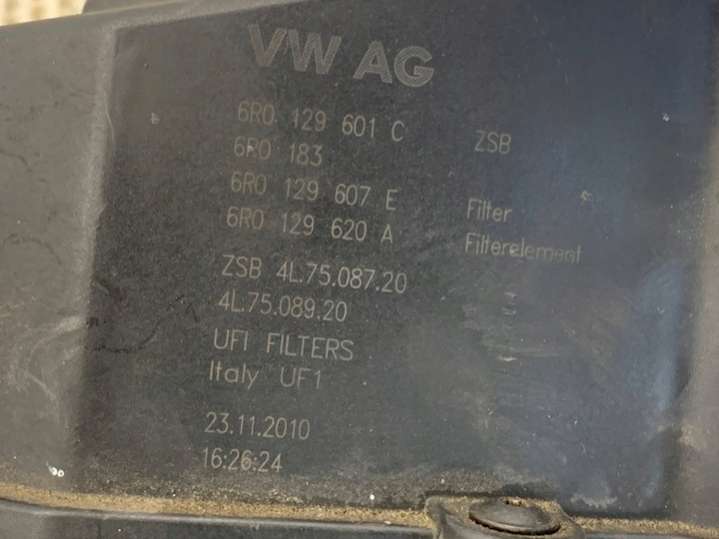 VW AG
6R0 129 601 C ZSB
6R0 183
6R0 129 607 E Filter
6R0 129 620 A Filterelement
ZSB 4L.75.087.20
4L.75.089.20
UFI FILTERS
Italy UF1
23.11.2010
16:26:24